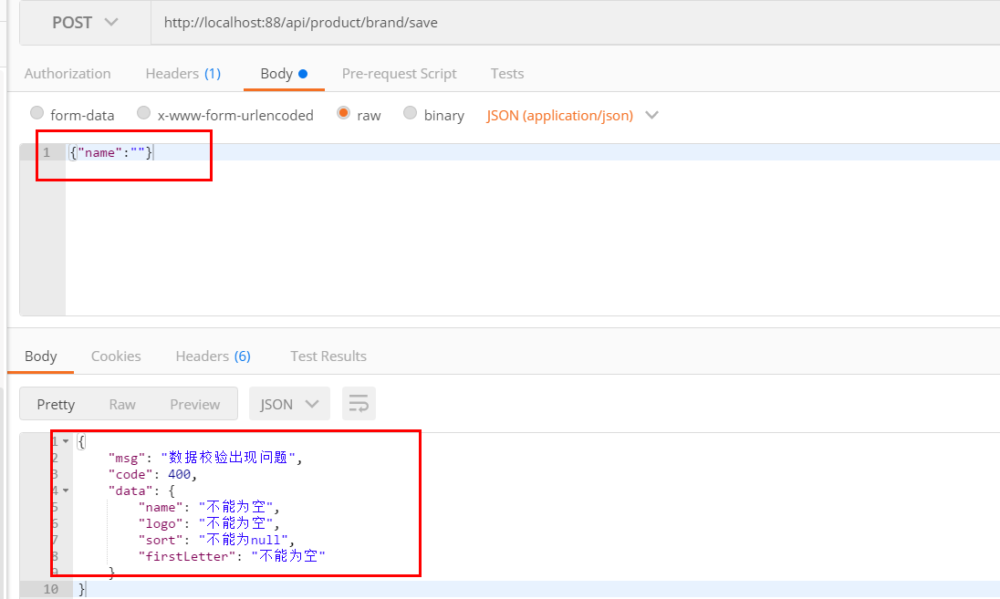 POST http://localhost:88/api/product/brand/save
Authorization Headers (1) Body Pre-request Script Tests
form-data x-www-form-urlencoded raw binary JSON (application/json)
1 {"name":""}
Body Cookies Headers (6) Test Results
Pretty Raw Preview JSON
1 {
2 "msg": "数据校验出现问题",
3 "code": 400,
4 "data": {
5 "name": "不能为空",
6 "logo": "不能为空",
7 "sort": "不能为null",
8 "firstLetter": "不能为空"
9 }
10 }